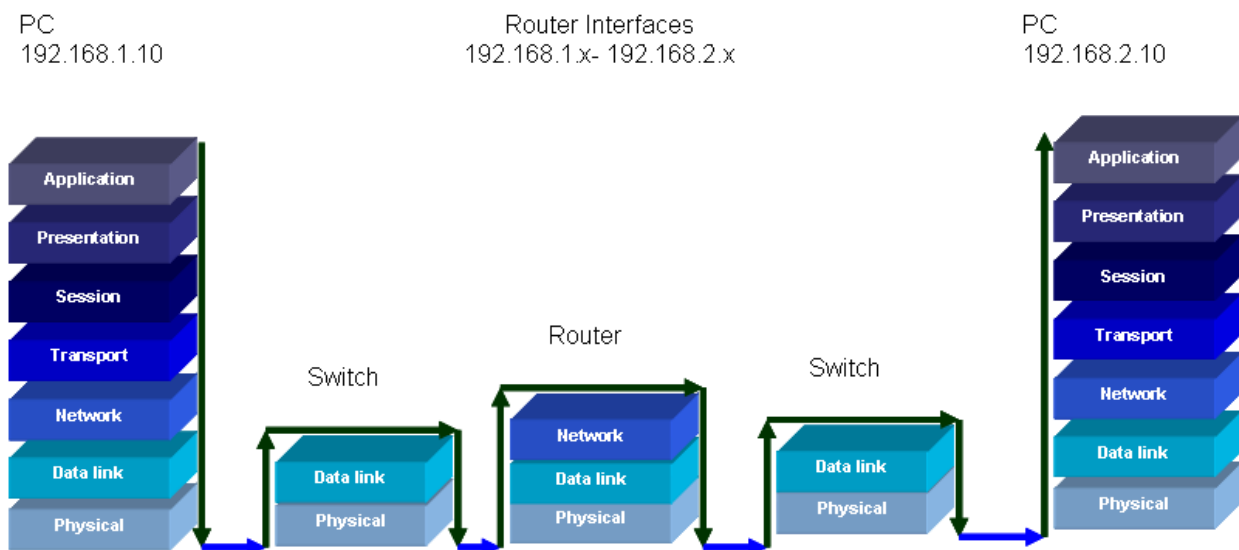 PC
192.168.1.10
Router Interfaces
192.168.1.x- 192.168.2.x
PC
192.168.2.10
Application
Presentation
Session
Transport
Network
Data link
Physical
Switch
Data link
Physical
Router
Network
Data link
Physical
Switch
Data link
Physical
Application
Presentation
Session
Transport
Network
Data link
Physical